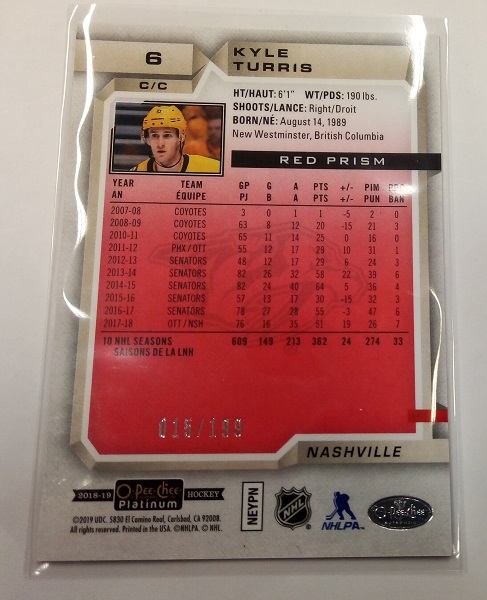 6
KYLE
TURRIS
C/C
HT/HAUT: 6'1" WT/PDS: 190 lbs.
SHOOTS/LANCE: Right/Droit
BORN/NÉ: August 14, 1989
New Westminster, British Columbia
RED PRISM
YEAR TEAM GP G A PTS +/- PIM
AN ÉQUIPE PJ B A PTS +/- PUN BAN
2007-08 COYOTES 3 0 1 1 -5 2 0
2008-09 COYOTES 63 8 12 20 -15 21 3
2010-11 COYOTES 65 11 14 25 0 16 0
2011-12 PHX / OTT 55 12 17 29 10 31 1
2012-13 SENATORS 48 12 17 29 6 24 3
2013-14 SENATORS 82 26 32 58 22 39 6
2014-15 SENATORS 82 24 40 64 5 36 4
2015-16 SENATORS 57 13 17 30 -15 32 3
2016-17 SENATORS 78 27 28 55 -3 47 6
2017-18 OTT / NSH 76 16 35 51 19 26 7
10 NHL SEASONS 609 149 213 362 24 274 33
SAISONS DE LA LNH
015/199
NASHVILLE
2018-19 O-Pee-Chee Platinum HOCKEY
©2019 UDC. 5830 El Camino Real, Carlsbad, CA 92008.
All rights reserved. Printed in the USA. ©NHLPA. © NHL.
NEYPN
NHL
NHLPA
O-Pee-Chee